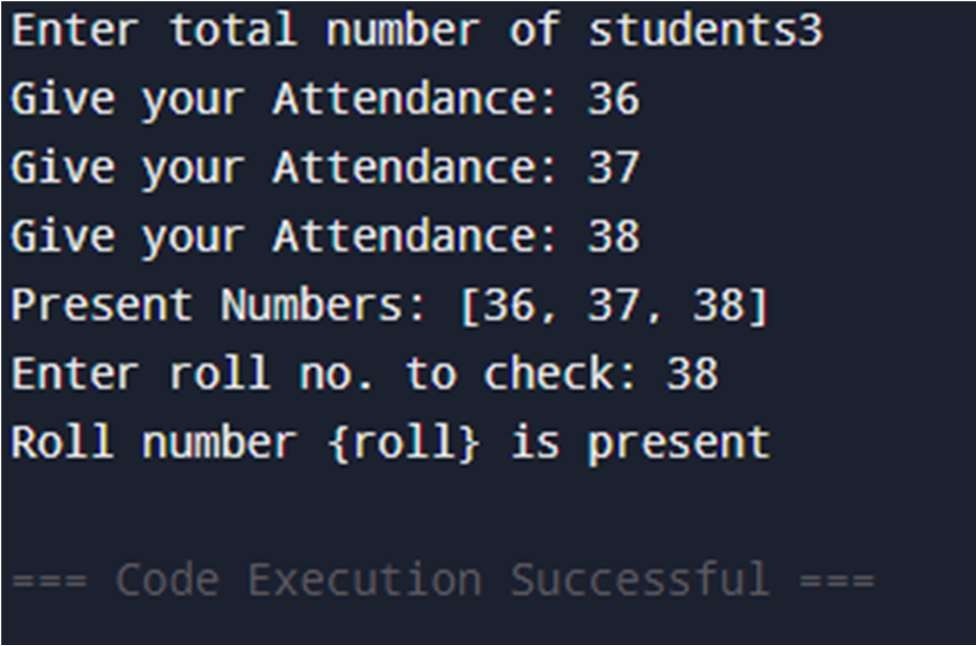 Enter total number of students3
Give your Attendance: 36
Give your Attendance: 37
Give your Attendance: 38
Present Numbers: [36, 37, 38]
Enter roll no. to check: 38
Roll number {roll} is present
=== Code Execution Successful ===